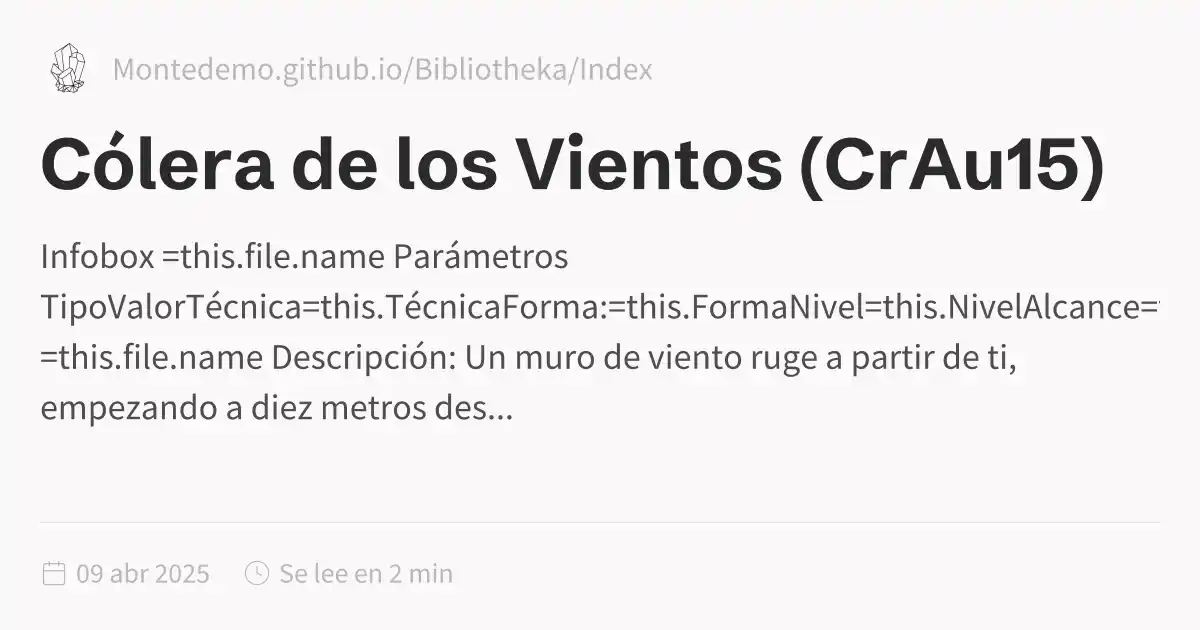 Montedemo.github.io/Bibliotheka/Index
Cólera de los Vientos (CrAu15)
Infobox =this.file.name Parámetros
TipoValorTécnica=this.TécnicaForma:=this.FormaNivel=this.NivelAlcance=
=this.file.name Descripción: Un muro de viento ruge a partir de ti,
empezando a diez metros des...
09 abr 2025 Se lee en 2 min